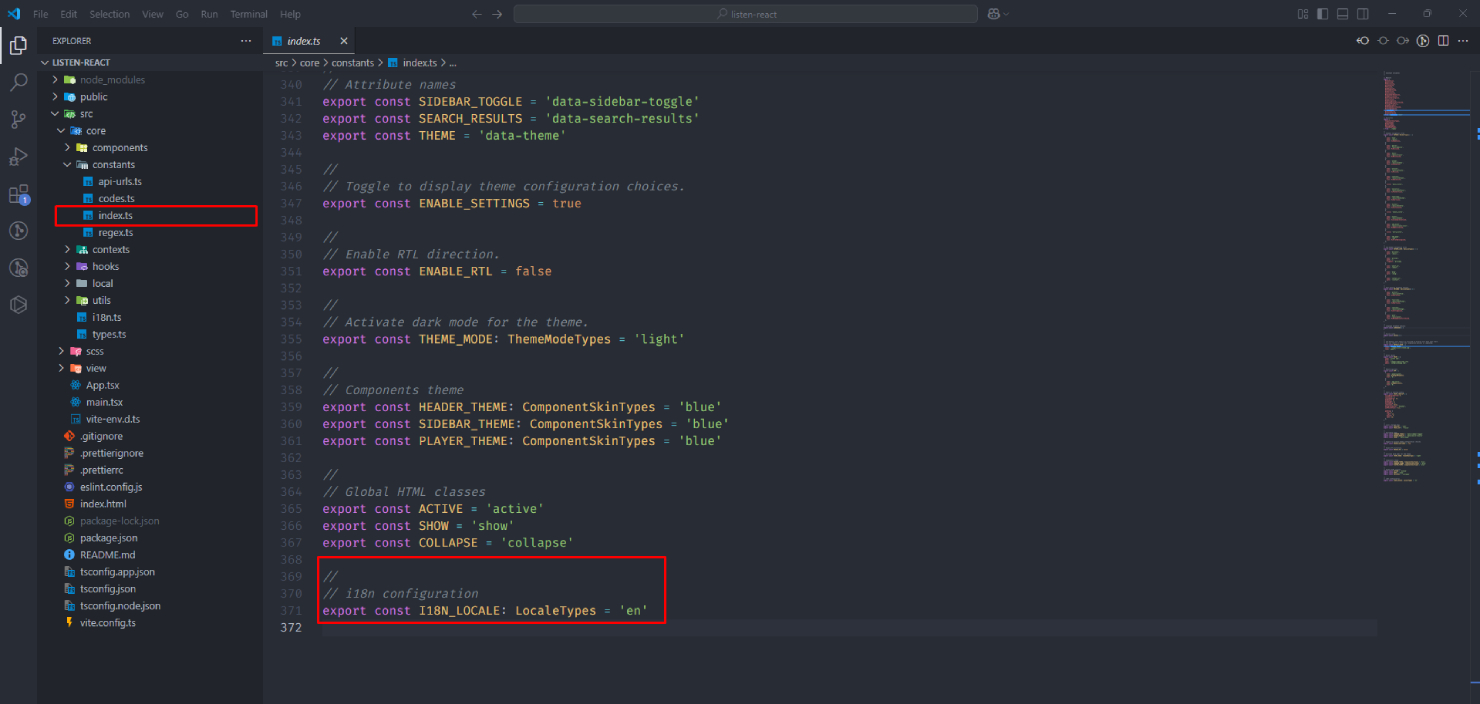 File Edit Selection View Go Run Terminal Help
listen-react
EXPLORER
index.ts
LISTEN-REACT
node_modules
public
src
core
components
constants
api-urls.ts
codes.ts
index.ts
regex.ts
contexts
hooks
local
utils
i18n.ts
types.ts
scss
view
App.tsx
main.tsx
vite-env.d.ts
.gitignore
.prettierignore
.prettierrc
eslint.config.js
index.html
package-lock.json
package.json
README.md
tsconfig.app.json
tsconfig.json
tsconfig.node.json
vite.config.ts
1
src > core > constants > index.ts > ...
340 // Attribute names
341 export const SIDEBAR_TOGGLE = 'data-sidebar-toggle'
342 export const SEARCH_RESULTS = 'data-search-results'
343 export const THEME = 'data-theme'
344
345 //
346 // Toggle to display theme configuration choices.
347 export const ENABLE_SETTINGS = true
348
349 //
350 // Enable RTL direction.
351 export const ENABLE_RTL = false
352
353 //
354 // Activate dark mode for the theme.
355 export const THEME_MODE: ThemeModeTypes = 'light'
356
357 //
358 // Components theme
359 export const HEADER_THEME: ComponentSkinTypes = 'blue'
360 export const SIDEBAR_THEME: ComponentSkinTypes = 'blue'
361 export const PLAYER_THEME: ComponentSkinTypes = 'blue'
362
363 //
364 // Global HTML classes
365 export const ACTIVE = 'active'
366 export const SHOW = 'show'
367 export const COLLAPSE = 'collapse'
368
369 //
370 // i18n configuration
371 export const I18N_LOCALE: LocaleTypes = 'en'
372